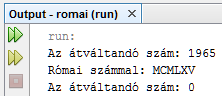 Output - romai (run)
run:
Az átváltandó szám: 1965
Római számmal: MCMLXV
Az átváltandó szám: 0